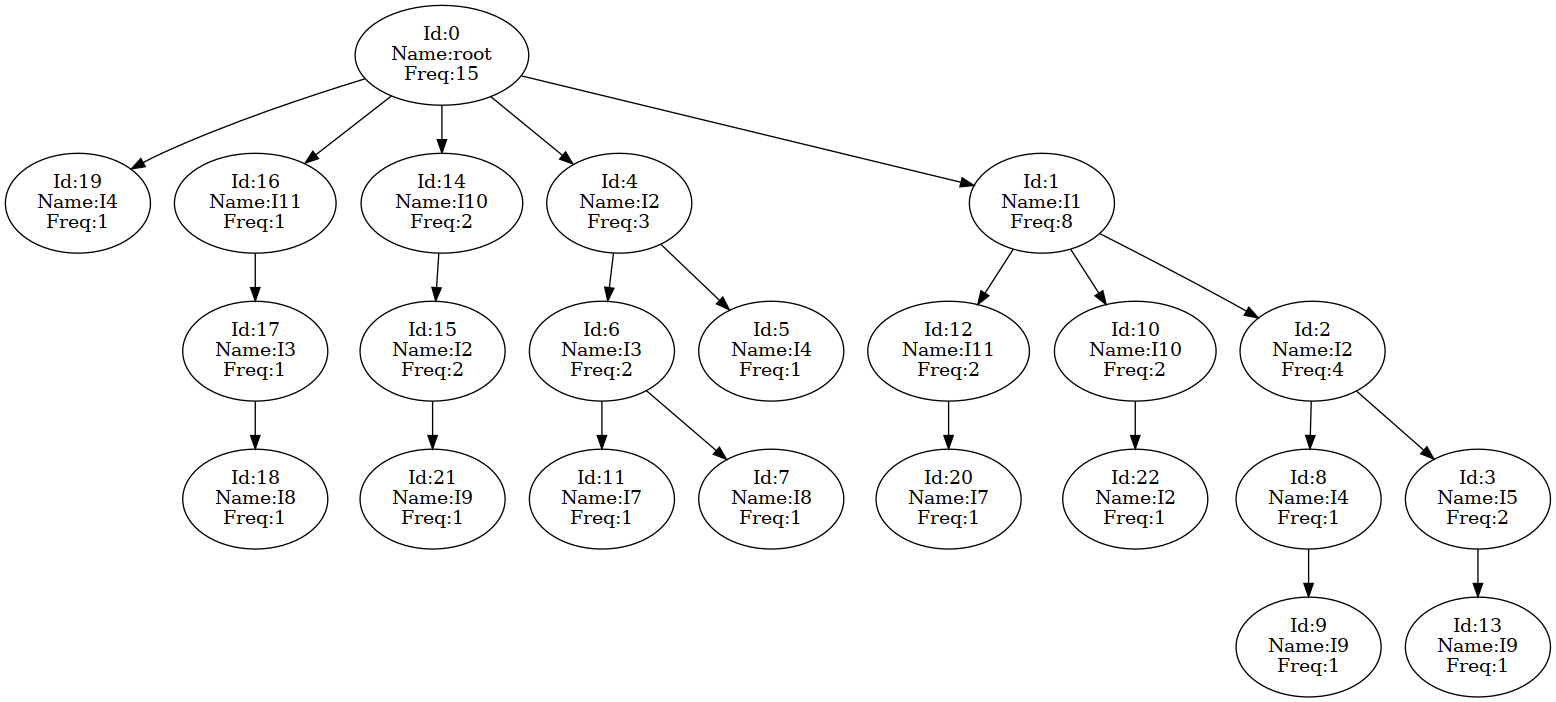 Id:0
Name:root
Freq:15
Id:19
Name:I4
Freq:1
Id:16
Name:I11
Freq:1
Id:14
Name:I10
Freq:2
Id:4
Name:I2
Freq:3
Id:1
Name:I1
Freq:8
Id:17
Name:I3
Freq:1
Id:15
Name:I2
Freq:2
Id:6
Name:I3
Freq:2
Id:5
Name:I4
Freq:1
Id:12
Name:I11
Freq:2
Id:10
Name:I10
Freq:2
Id:2
Name:I2
Freq:4
Id:18
Name:I8
Freq:1
Id:21
Name:I9
Freq:1
Id:11
Name:I7
Freq:1
Id:7
Name:I8
Freq:1
Id:20
Name:I7
Freq:1
Id:22
Name:I2
Freq:1
Id:8
Name:I4
Freq:1
Id:3
Name:I5
Freq:2
Id:9
Name:I9
Freq:1
Id:13
Name:I9
Freq:1